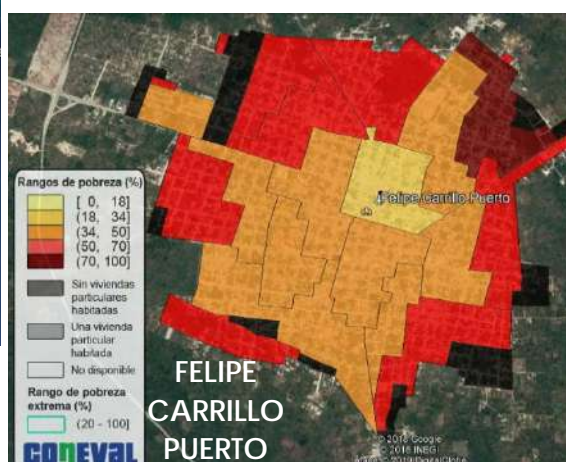 Felipe Carrillo Puerto
Rangos de pobreza (%)
[ 0, 18]
(18, 34]
(34, 50]
(50, 70]
(70, 100]
Sin viviendas
particulares
habitadas
Una vivienda
particular
habitada
No disponible
Rango de pobreza
extrema (%)
(20 - 100]
CONEVAL
FELIPE
CARRILLO
PUERTO
© 2018 Google
© 2018 INEGI